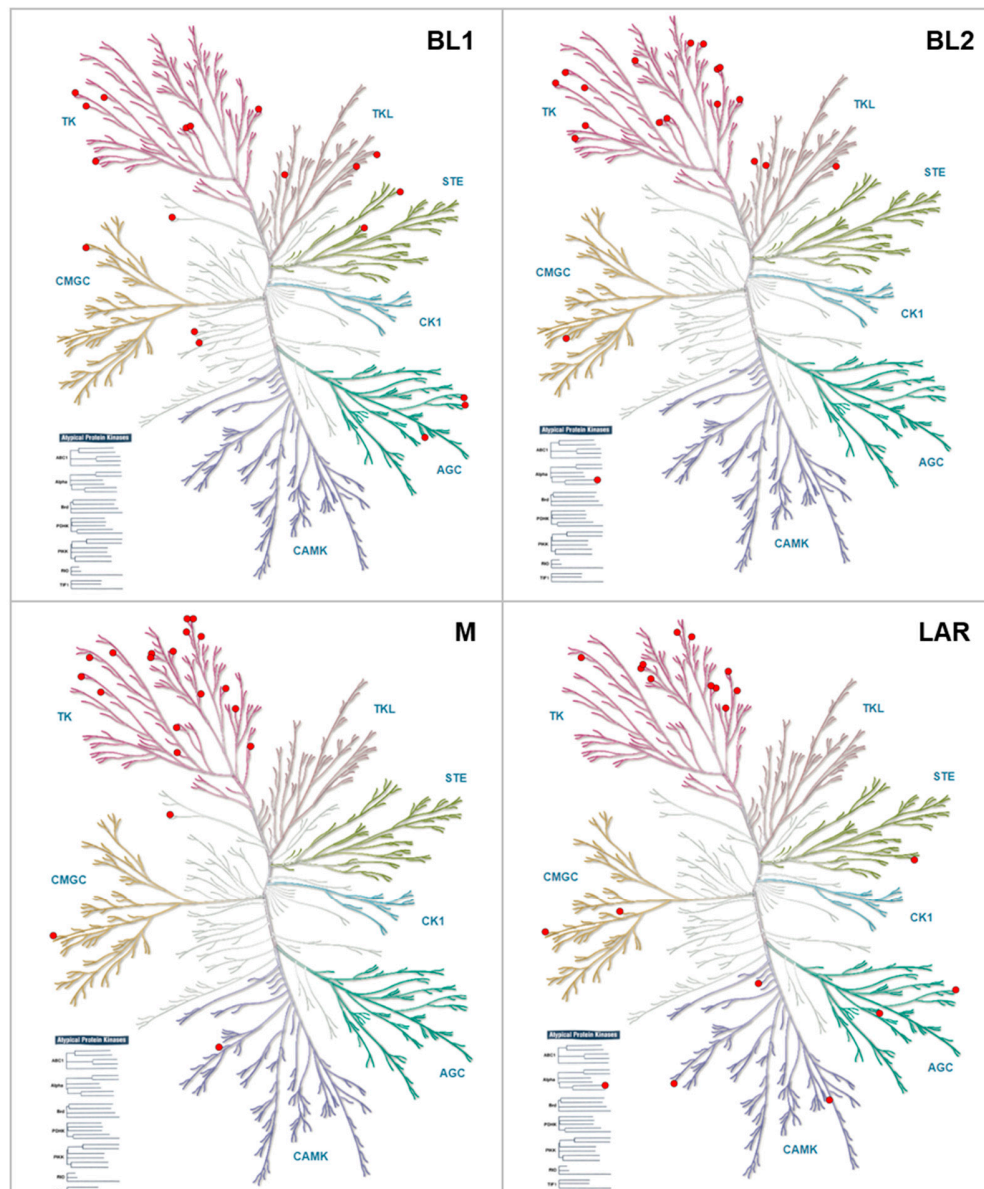 BL1
TK
TKL
STE
CMGC
CK1
AGC
CAMK
Atypical Protein Kinases
ABC1
Alpha
Brd
PDHK
PIKK
RIO
TIF1
BL2
TK
TKL
STE
CMGC
CK1
AGC
CAMK
Atypical Protein Kinases
ABC1
Alpha
Brd
PDHK
PIKK
RIO
TIF1
M
TK
TKL
STE
CMGC
CK1
AGC
CAMK
Atypical Protein Kinases
ABC1
Alpha
Brd
PDHK
PIKK
RIO
LAR
TK
TKL
STE
CMGC
CK1
AGC
CAMK
Atypical Protein Kinases
ABC1
Alpha
Brd
PDHK
PIKK
RIO
TIF1